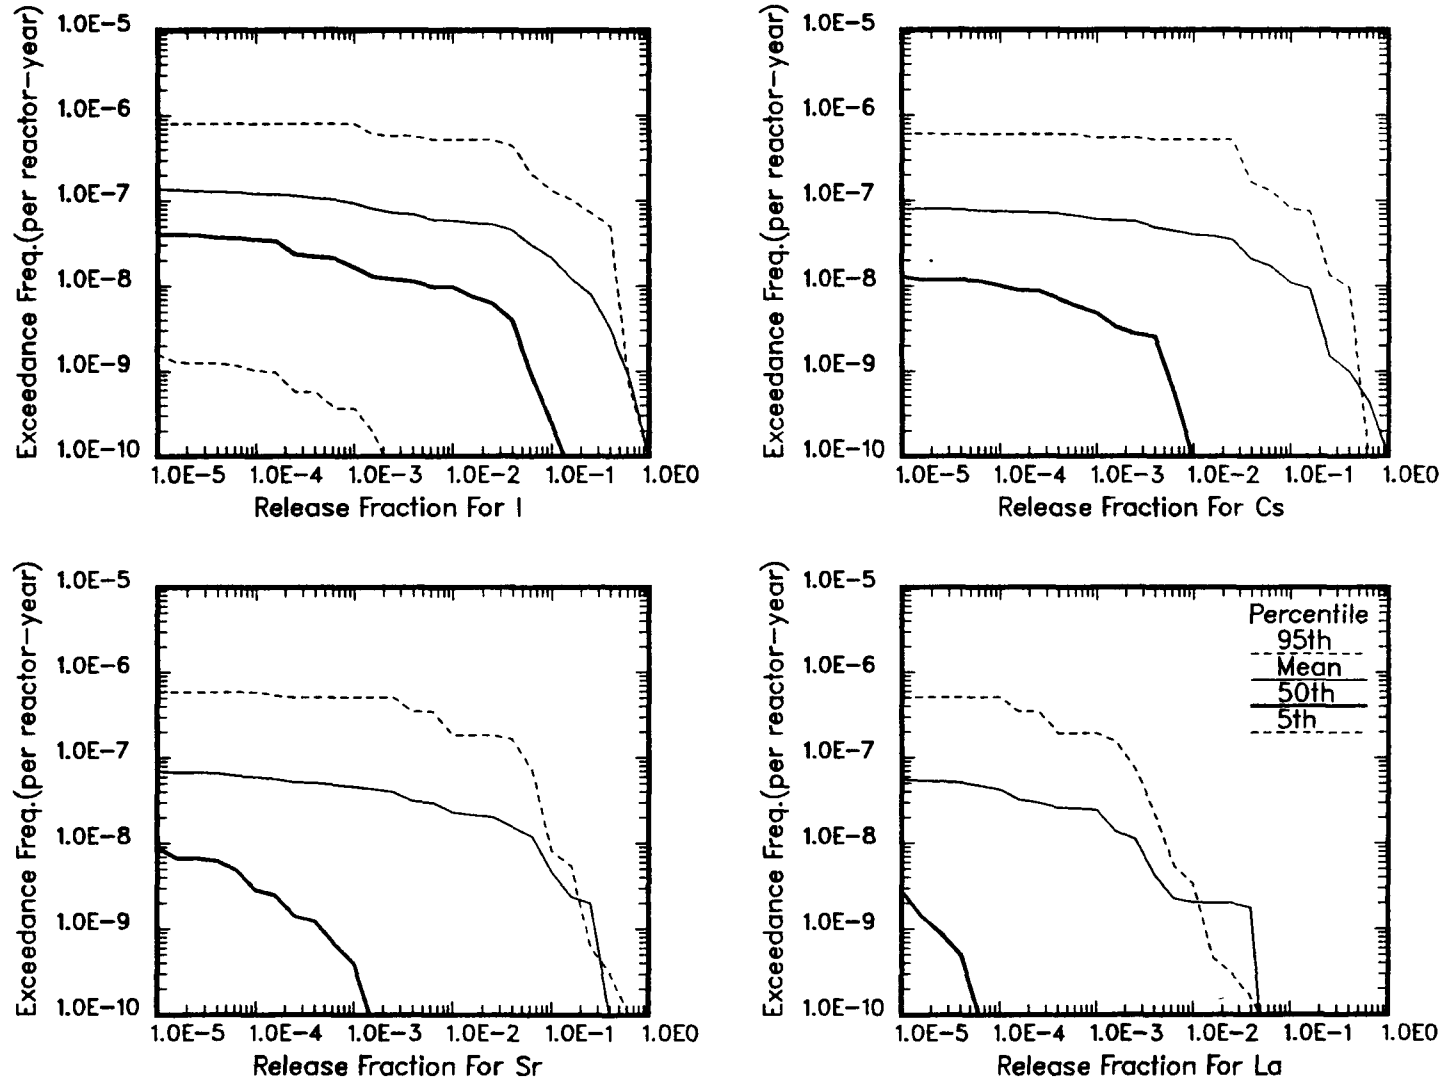 Exceedance Freq.(per reactor-year)
1.0E-5
1.0E-6
1.0E-7
1.0E-8
1.0E-9
1.0E-10
1.0E-5 1.0E-4 1.0E-3 1.0E-2 1.0E-1 1.0E0
Release Fraction For I
Exceedance Freq.(per reactor-year)
1.0E-5
1.0E-6
1.0E-7
1.0E-8
1.0E-9
1.0E-10
1.0E-5 1.0E-4 1.0E-3 1.0E-2 1.0E-1 1.0E0
Release Fraction For Cs
Exceedance Freq.(per reactor-year)
1.0E-5
1.0E-6
1.0E-7
1.0E-8
1.0E-9
1.0E-10
1.0E-5 1.0E-4 1.0E-3 1.0E-2 1.0E-1 1.0E0
Release Fraction For Sr
Exceedance Freq.(per reactor-year)
1.0E-5
1.0E-6
1.0E-7
1.0E-8
1.0E-9
1.0E-10
Percentile
95th
Mean
50th
5th
1.0E-5 1.0E-4 1.0E-3 1.0E-2 1.0E-1 1.0E0
Release Fraction For La